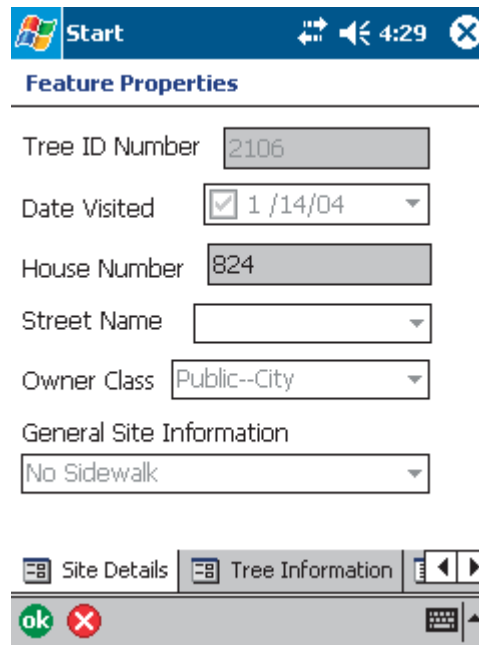 Start 4:29
Feature Properties
Tree ID Number 2106
Date Visited 1 /14/04
House Number 824
Street Name
Owner Class Public--City
General Site Information
No Sidewalk
Site Details Tree Information
ok